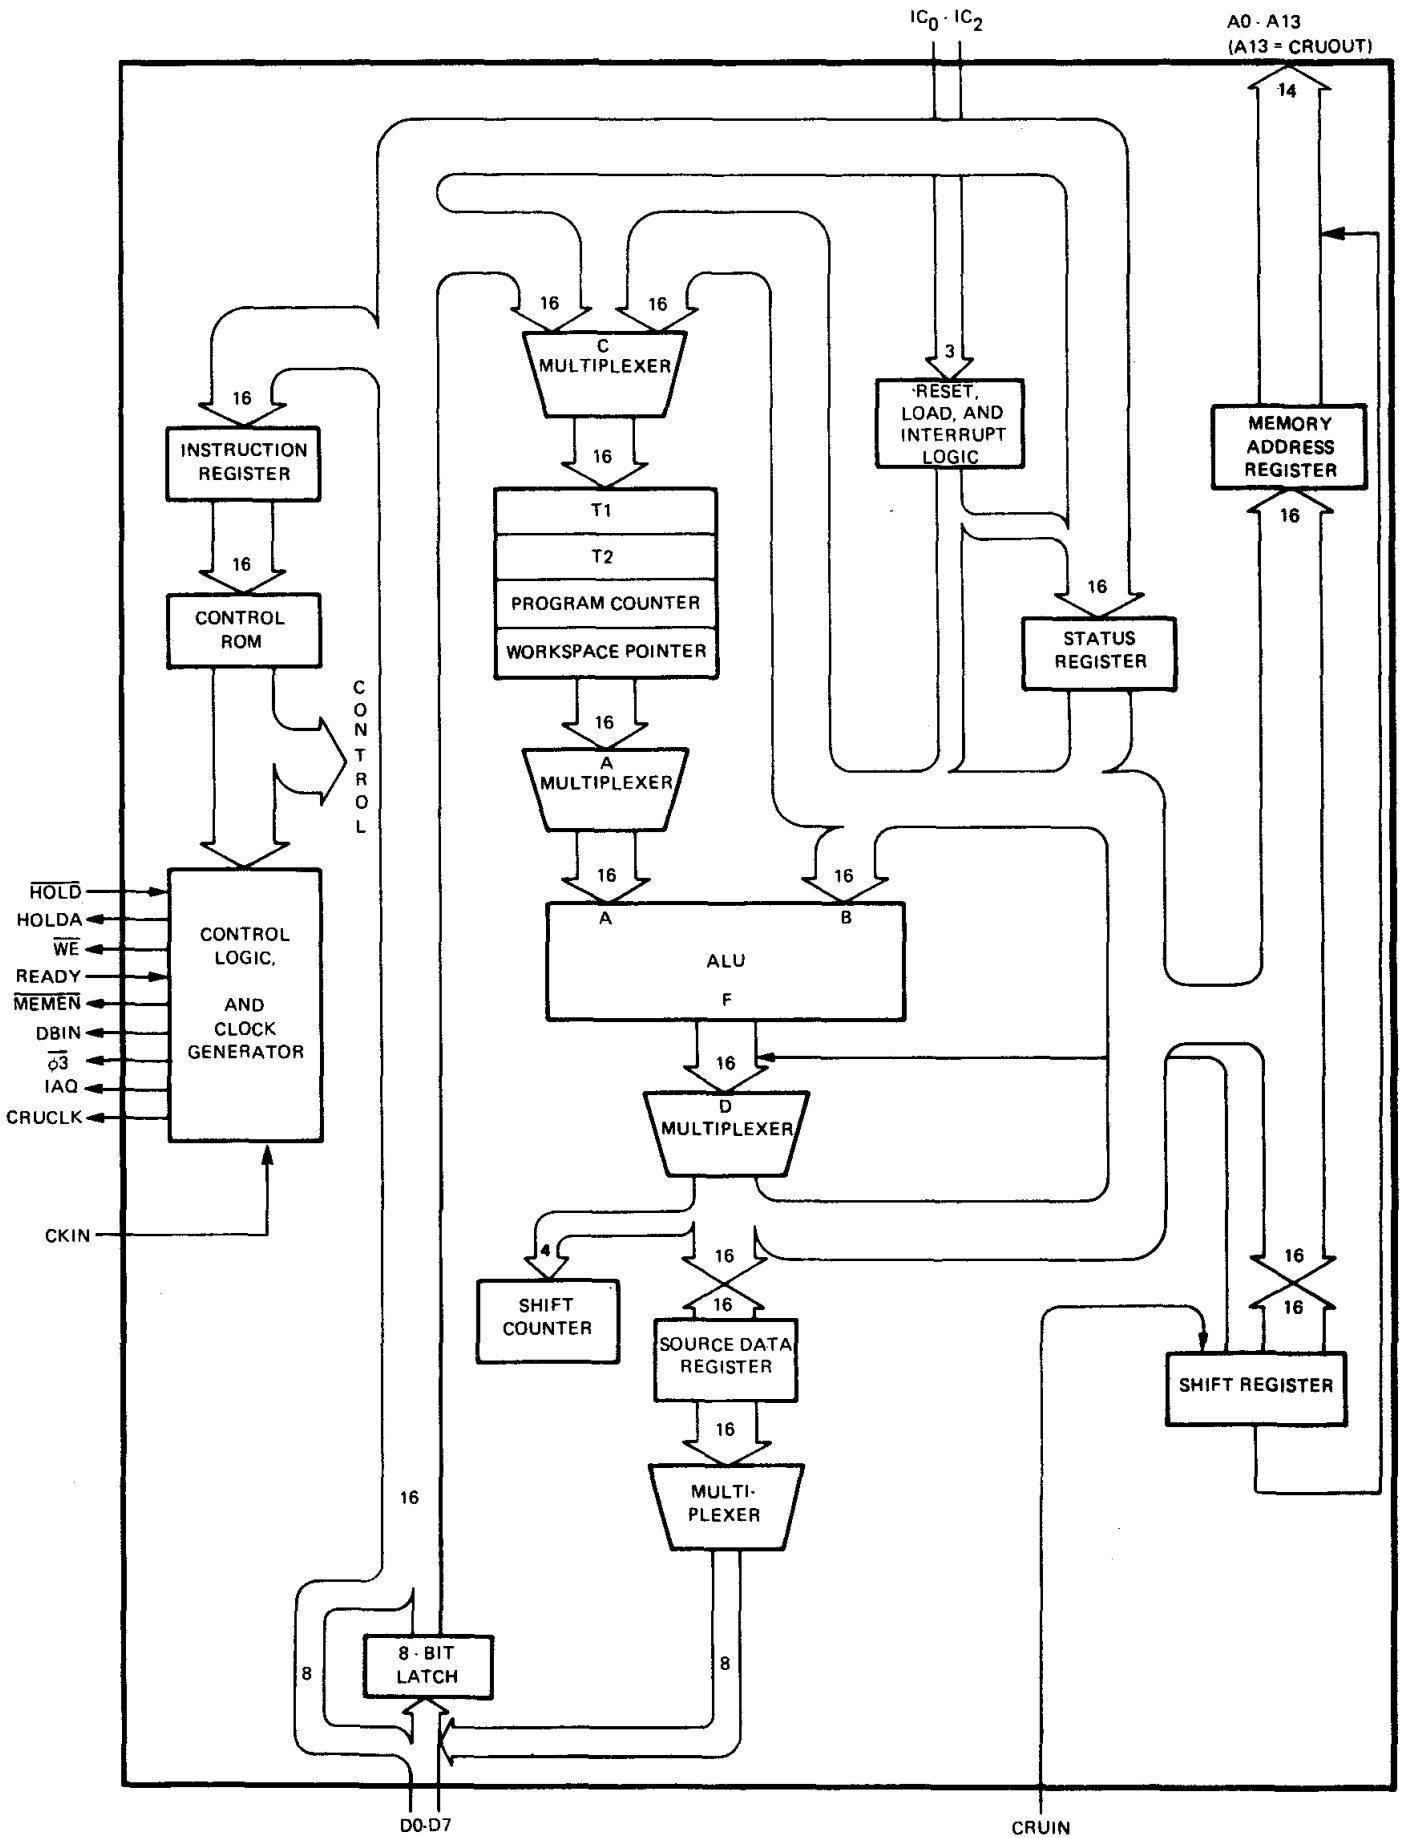 IC0 - IC2
A0 - A13
(A13 = CRUOUT)
14
16
16
C
MULTIPLEXER
3
RESET,
LOAD, AND
INTERRUPT
LOGIC
16
INSTRUCTION
REGISTER
MEMORY
ADDRESS
REGISTER
16
16
T1
T2
PROGRAM COUNTER
WORKSPACE POINTER
16
CONTROL
ROM
16
STATUS
REGISTER
CONTROL
16
A
MULTIPLEXER
16
16
A
B
ALU
F
HOLD
HOLDA
WE
READY
MEMEN
DBIN
φ3
IAQ
CRUCLK
CONTROL
LOGIC,
AND
CLOCK
GENERATOR
16
D
MULTIPLEXER
CKIN
4
16
16
16
16
SHIFT
COUNTER
SOURCE DATA
REGISTER
SHIFT REGISTER
16
MULTI-
PLEXER
16
8
8-BIT
LATCH
8
D0-D7
CRUIN